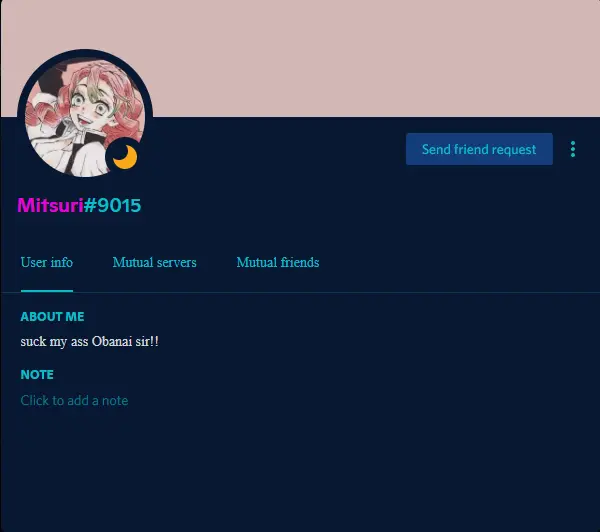 Send friend request
Mitsuri#9015
User info Mutual servers Mutual friends
ABOUT ME
suck my ass Obanai sir!!
NOTE
Click to add a note